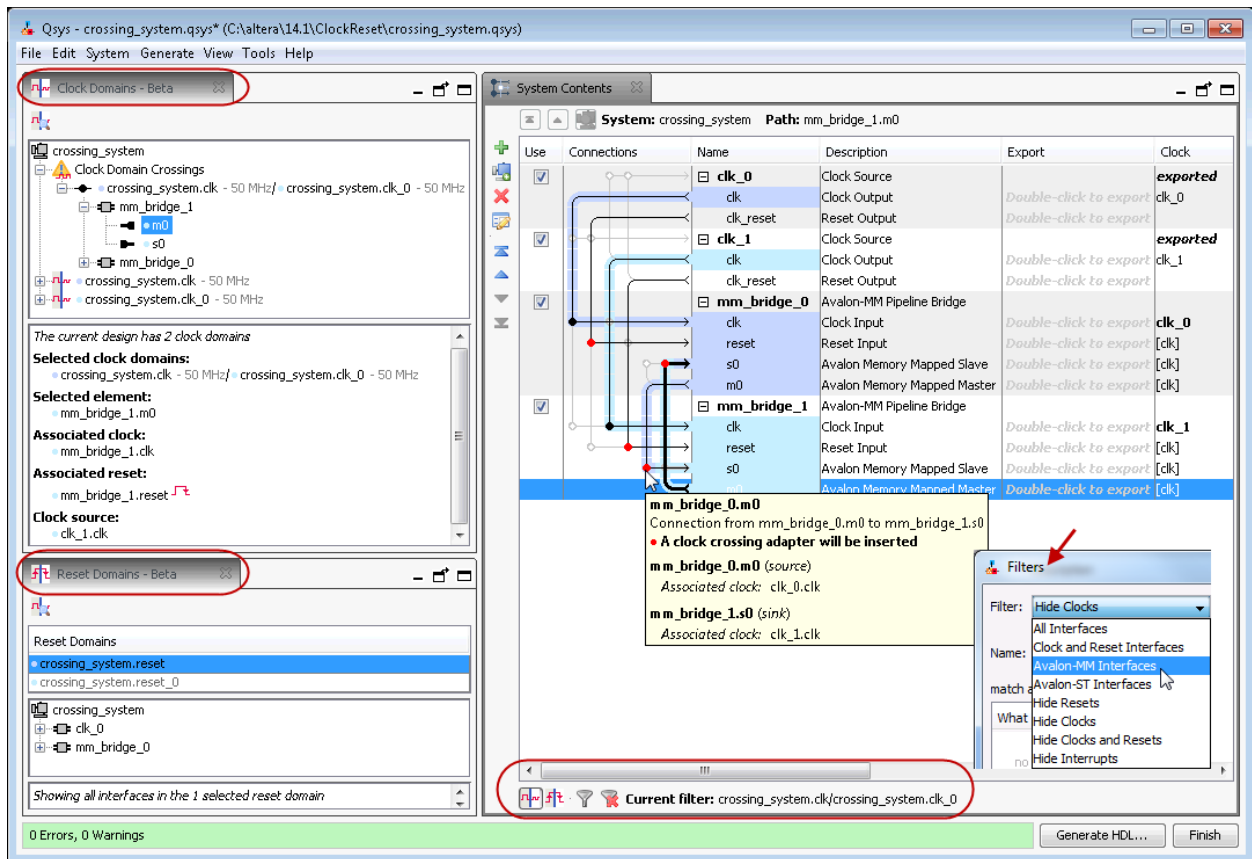 Qsys - crossing_system.qsys* (C:\altera\14.1\ClockReset\crossing_system.qsys)
File Edit System Generate View Tools Help
Clock Domains - Beta
crossing_system
Clock Domain Crossings
crossing_system.clk - 50 MHz/ crossing_system.clk_0 - 50 MHz
mm_bridge_1
m0
s0
mm_bridge_0
crossing_system.clk - 50 MHz
crossing_system.clk_0 - 50 MHz
The current design has 2 clock domains
Selected clock domains:
crossing_system.clk - 50 MHz/ crossing_system.clk_0 - 50 MHz
Selected element:
mm_bridge_1.m0
Associated clock:
mm_bridge_1.clk
Associated reset:
mm_bridge_1.reset
Clock source:
clk_1.clk
Reset Domains - Beta
Reset Domains
crossing_system.reset
crossing_system.reset_0
crossing_system
clk_0
mm_bridge_0
Showing all interfaces in the 1 selected reset domain
System Contents
System: crossing_system Path: mm_bridge_1.m0
Use Connections Name Description Export Clock
clk_0 Clock Source exported
clk Clock Output Double-click to export clk_0
clk_reset Reset Output Double-click to export
clk_1 Clock Source exported
clk Clock Output Double-click to export clk_1
clk_reset Reset Output Double-click to export
mm_bridge_0 Avalon-MM Pipeline Bridge
clk Clock Input Double-click to export clk_0
reset Reset Input Double-click to export [clk]
s0 Avalon Memory Mapped Slave Double-click to export [clk]
m0 Avalon Memory Mapped Master Double-click to export [clk]
mm_bridge_1 Avalon-MM Pipeline Bridge
clk Clock Input Double-click to export clk_1
reset Reset Input Double-click to export [clk]
s0 Avalon Memory Mapped Slave Double-click to export [clk]
m0 Avalon Memory Mapped Master Double-click to export [clk]
mm_bridge_0.m0
Connection from mm_bridge_0.m0 to mm_bridge_1.s0
A clock crossing adapter will be inserted
mm_bridge_0.m0 (source)
Associated clock: clk_0.clk
mm_bridge_1.s0 (sink)
Associated clock: clk_1.clk
Filters
Filter: Hide Clocks
All Interfaces
Name: Clock and Reset Interfaces
Avalon-MM Interfaces
match a Avalon-ST Interfaces
Hide Resets
What Hide Clocks
Hide Clocks and Resets
no Hide Interrupts
Current filter: crossing_system.clk/crossing_system.clk_0
0 Errors, 0 Warnings
Generate HDL... Finish